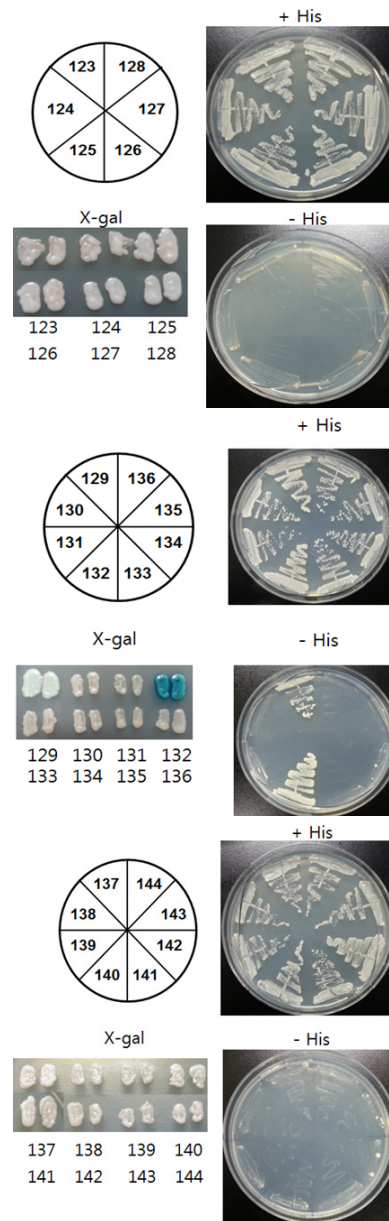 + His
123 128
124 127
125 126
X-gal
- His
123 124 125
126 127 128
+ His
129 136
130 135
131 134
132 133
X-gal
- His
129 130 131 132
133 134 135 136
+ His
137 144
138 143
139 142
140 141
X-gal
- His
137 138 139 140
141 142 143 144